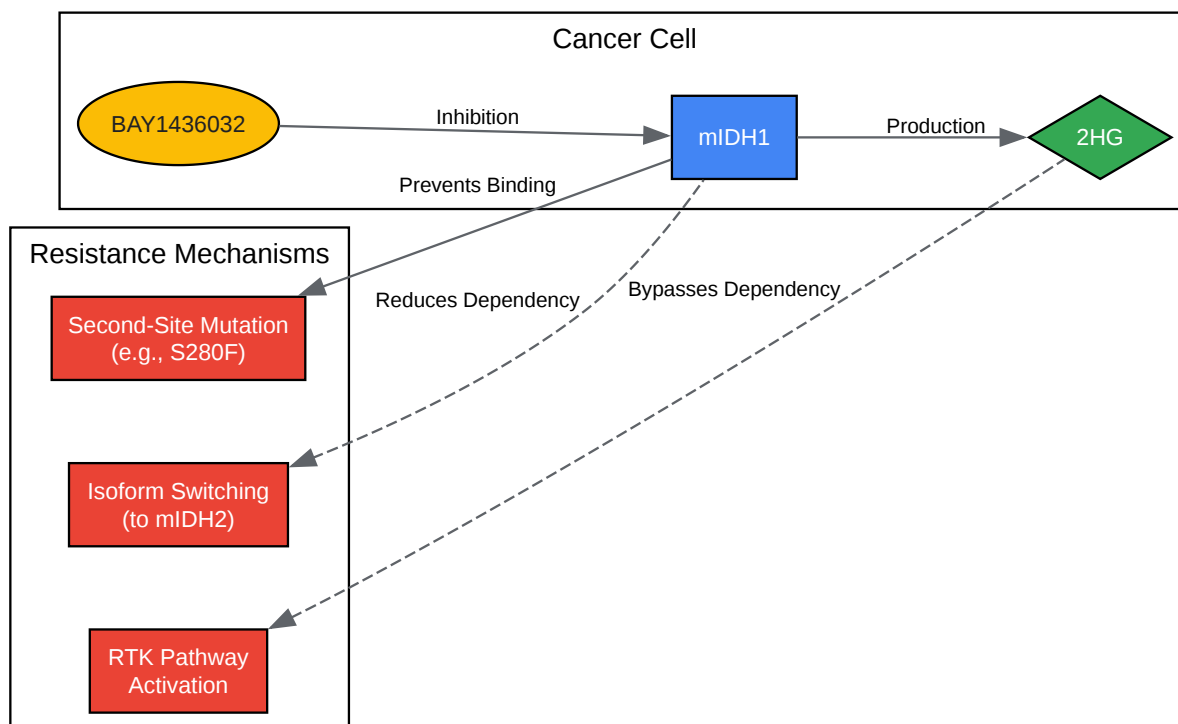 Cancer Cell
BAY1436032
Inhibition
mIDH1
Production
2HG
Prevents Binding
Resistance Mechanisms
Reduces Dependency
Bypasses Dependency
Second-Site Mutation
(e.g., S280F)
Isoform Switching
(to mIDH2)
RTK Pathway
Activation